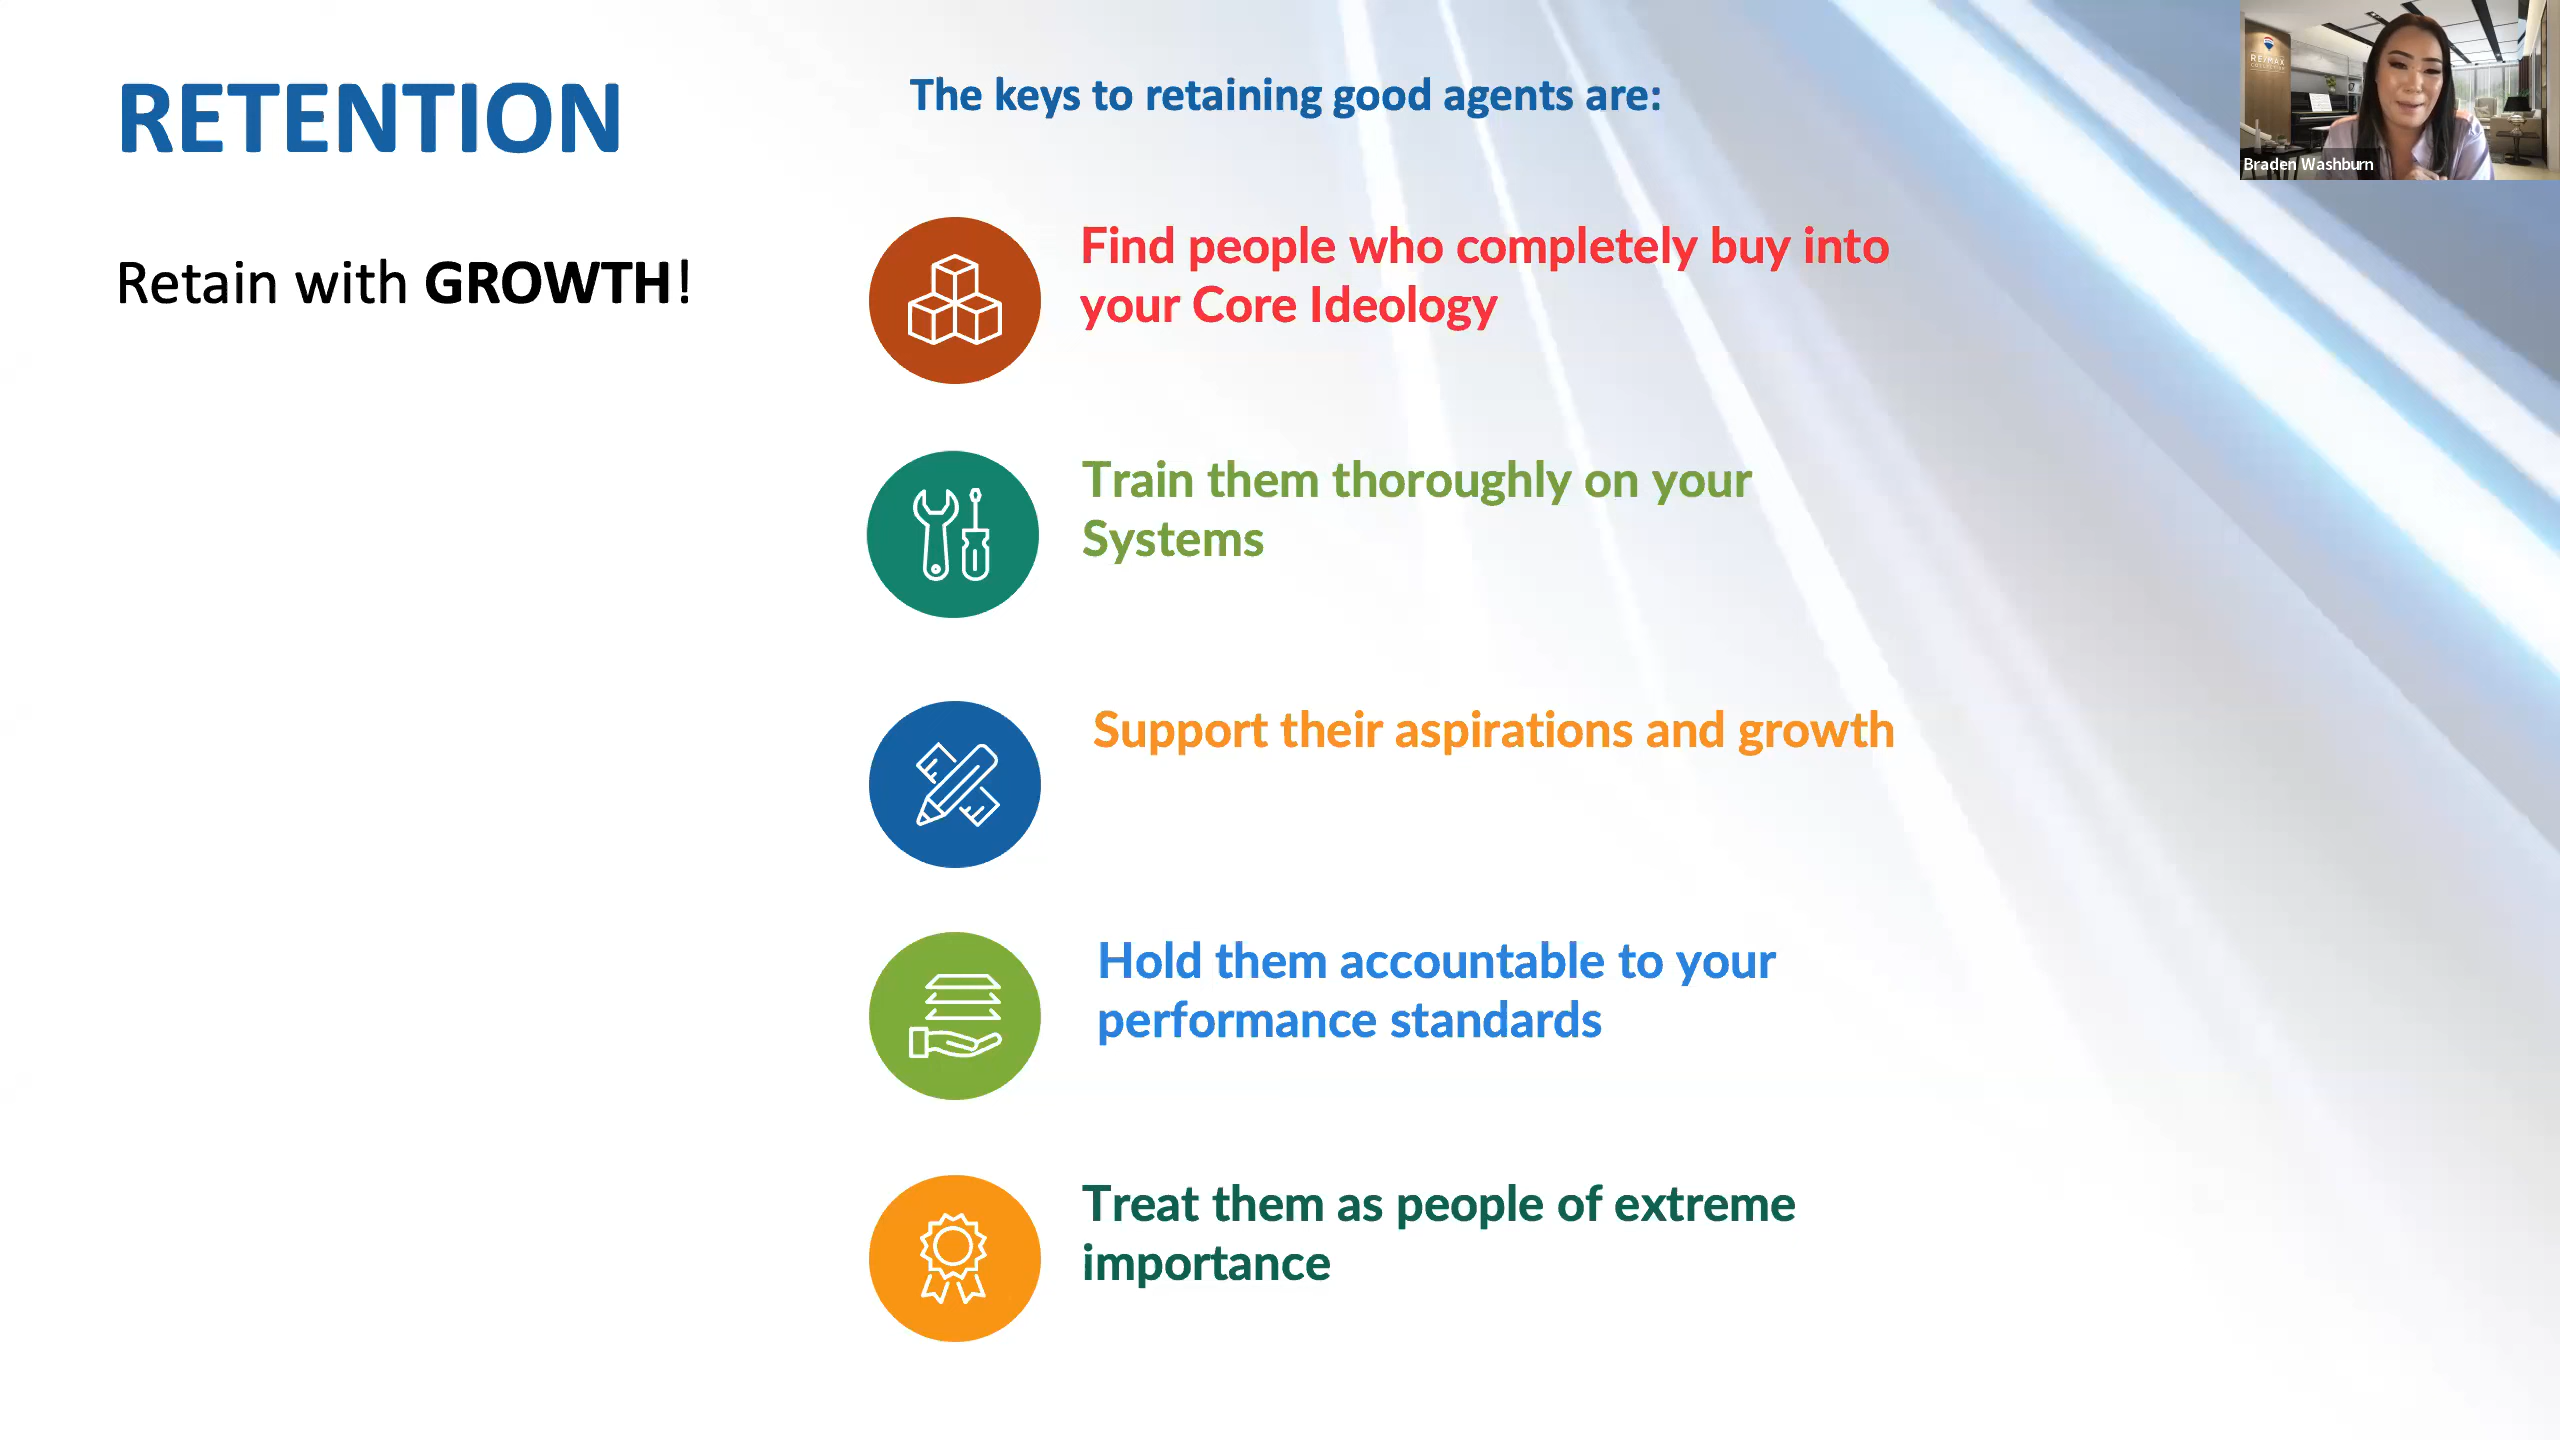 RETENTION
Retain with GROWTH!
The keys to retaining good agents are:
Find people who completely buy into
your Core Ideology
Train them thoroughly on your
Systems
Support their aspirations and growth
Hold them accountable to your
performance standards
Treat them as people of extreme
importance
RE/MAX
Braden Washburn